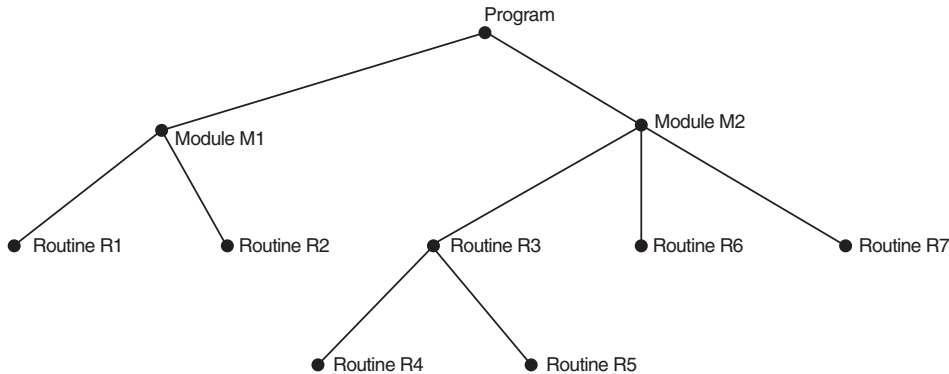 Program
Module M1
Module M2
Routine R1
Routine R2
Routine R3
Routine R6
Routine R7
Routine R4
Routine R5